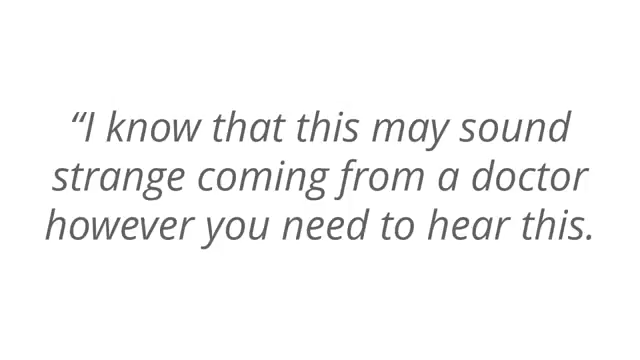 “I know that this may sound
strange coming from a doctor
however you need to hear this.